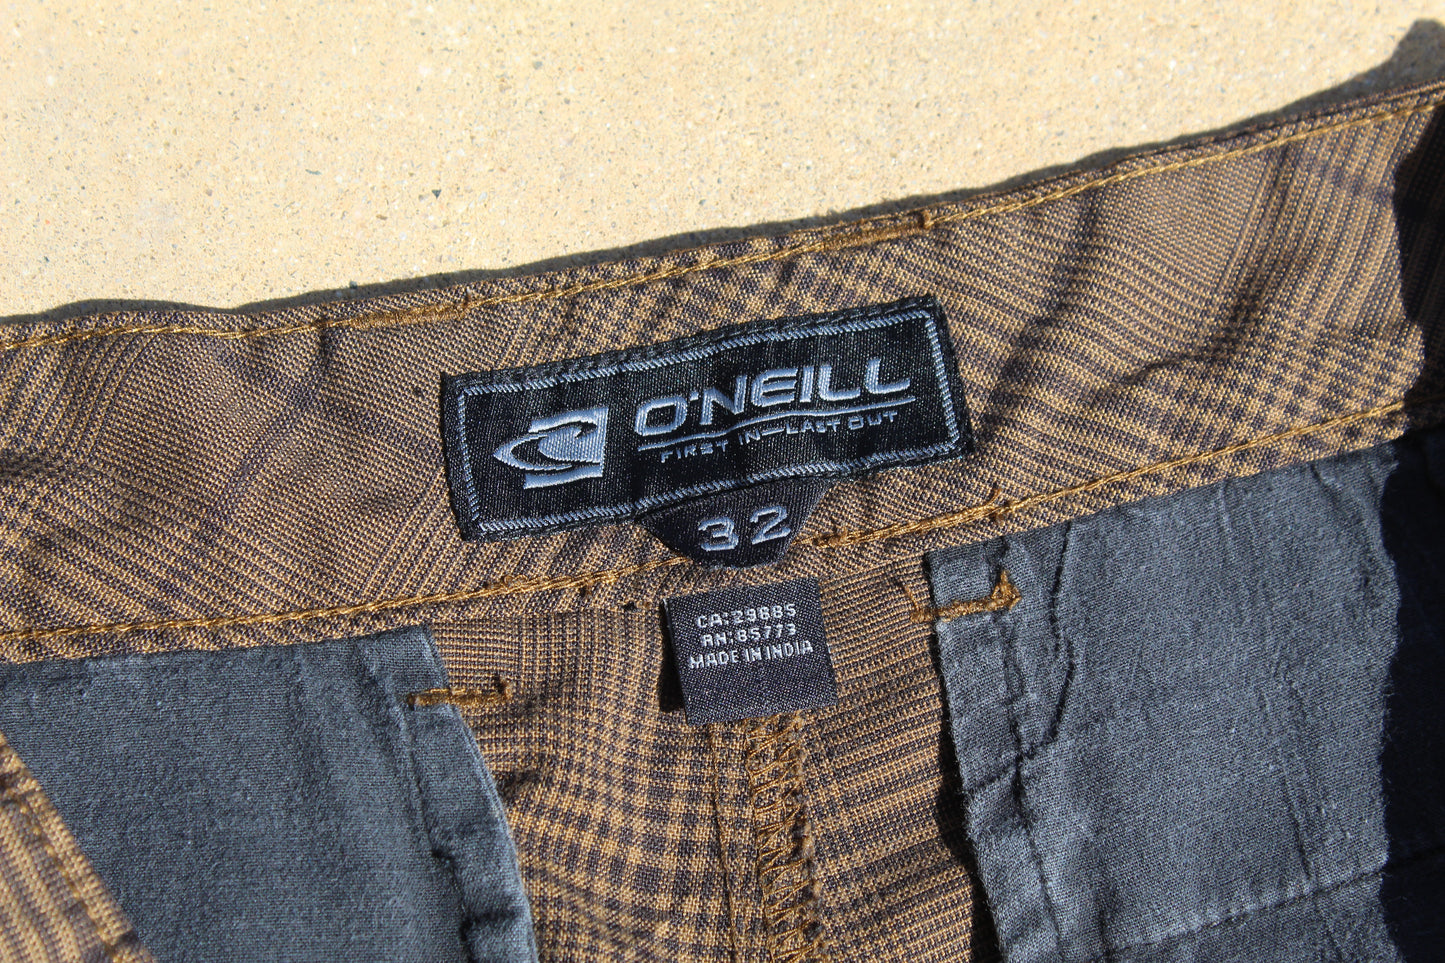 O'NEILL
FIRST IN LAST OUT
32
CA:29885
RN:85773
MADE IN INDIA